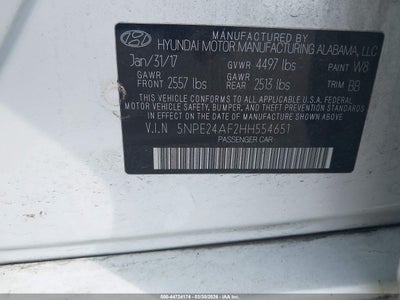 MANUFACTURED BY
HYUNDAI MOTOR MANUFACTURING ALABAMA, LLC
Jan/31/17 GVWR 4497 lbs PAINT W8
GAWR FRONT 2557 lbs GAWR REAR 2513 lbs TRIM BB
THIS VEHICLE CONFORMS TO ALL APPLICABLE U.S. FEDERAL
MOTOR VEHICLE SAFETY, BUMPER, AND THEFT PREVENTION
STANDARDS IN EFFECT ON THE
DATE OF MANUFACTURE SHOWN ABOVE.
V.I.N 5NPE24AF2HH554651
PASSENGER CAR